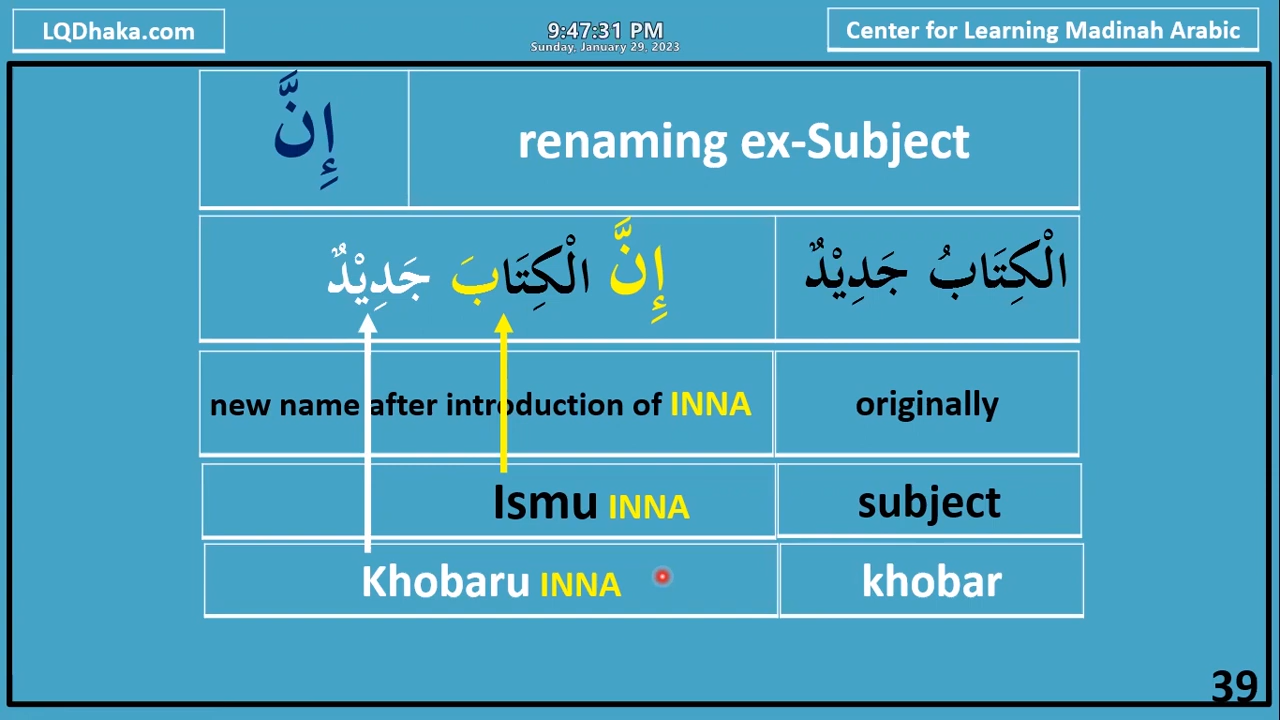 LQDhaka.com
9:47:31 PM
Sunday, January 29, 2023
Center for Learning Madinah Arabic
إِنَّ
renaming ex-Subject
إِنَّ الْكِتَابَ جَدِيْدٌ
الْكِتَابُ جَدِيْدٌ
new name after introduction of INNA
originally
Ismu INNA
subject
Khobaru INNA
khobar
39